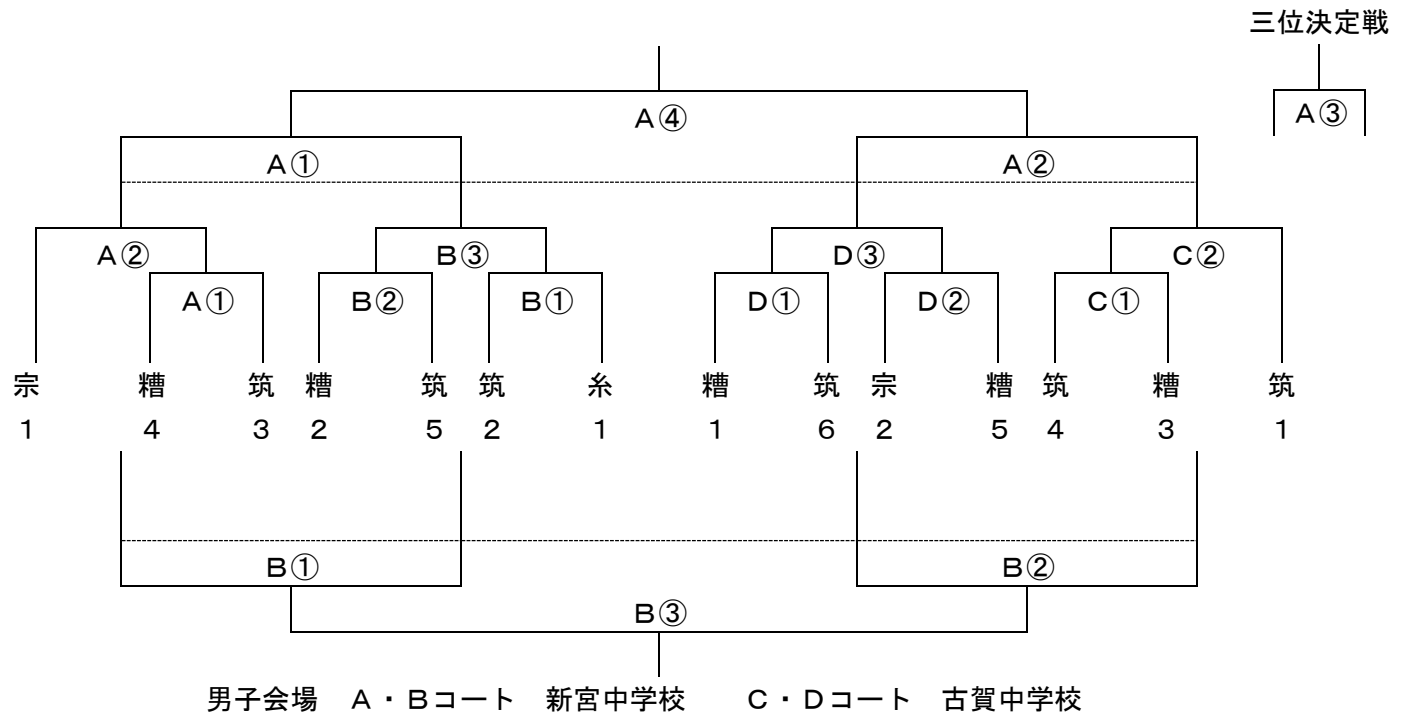 三位決定戦
A④
A③
A① A②
A② B③ D③ C②
A① B② B① D① D② C①
宗 糟 筑 糟 筑 筑 糸 糟 筑 宗 糟 筑 糟 筑
1 4 3 2 5 2 1 1 6 2 5 4 3 1
B① B②
B③
男子会場 A・Bコート 新宮中学校 C・Dコート 古賀中学校